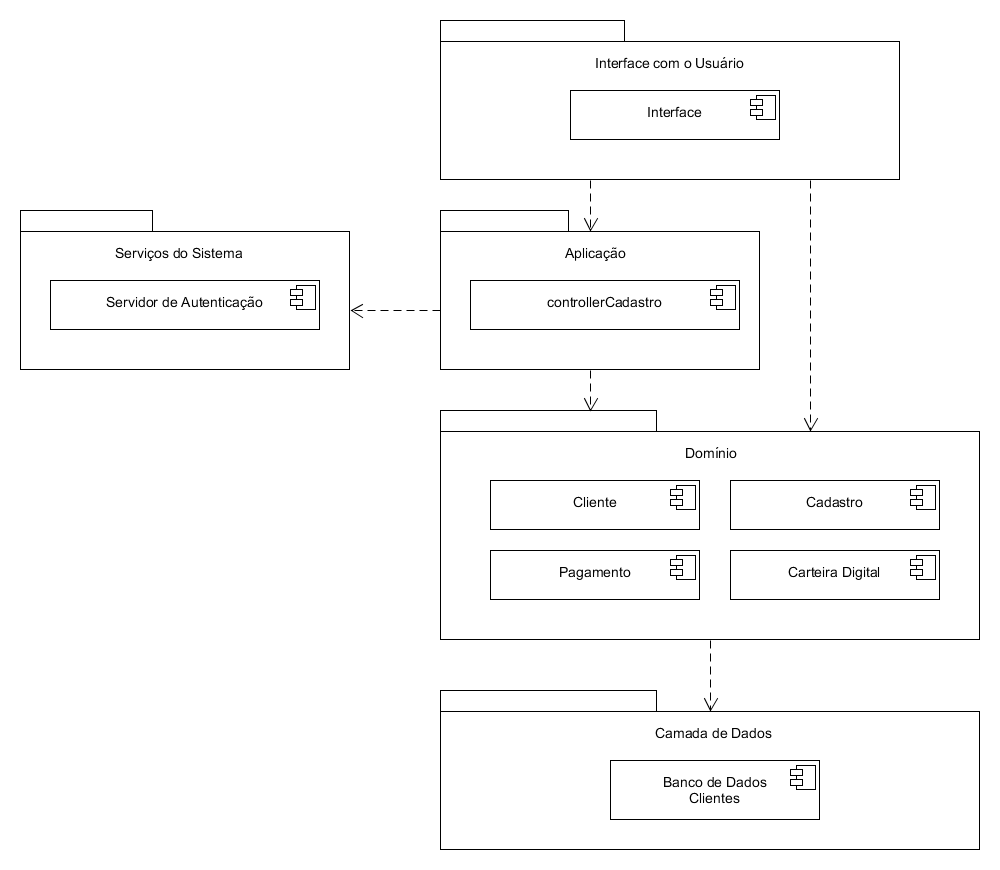 Interface com o Usuário
Interface
Serviços do Sistema
Servidor de Autenticação
Aplicação
controllerCadastro
Domínio
Cliente
Cadastro
Pagamento
Carteira Digital
Camada de Dados
Banco de Dados
Clientes